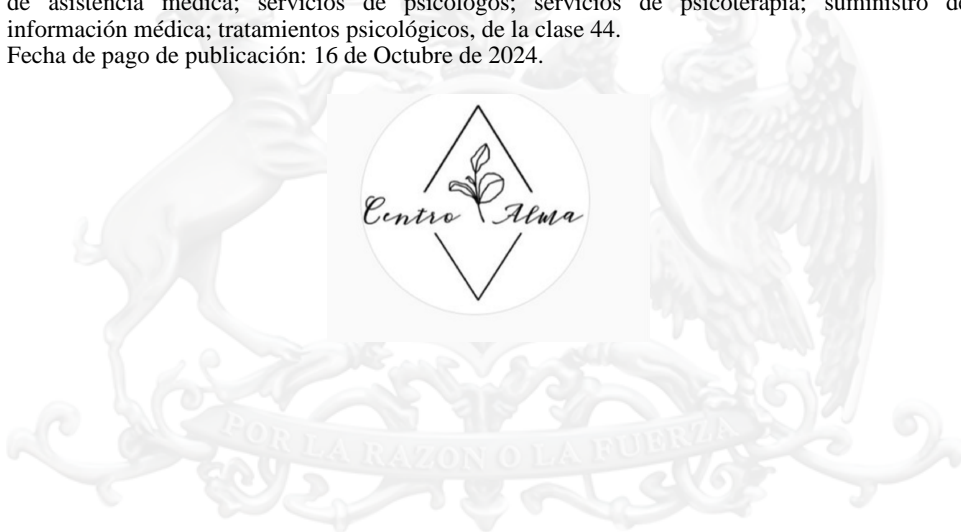 de asistencia médica; servicios de psicólogos; servicios de psicoterapia; suministro de
información médica; tratamientos psicológicos, de la clase 44.
Fecha de pago de publicación: 16 de Octubre de 2024.
Centro Alma
POR LA RAZON O LA FUERZA